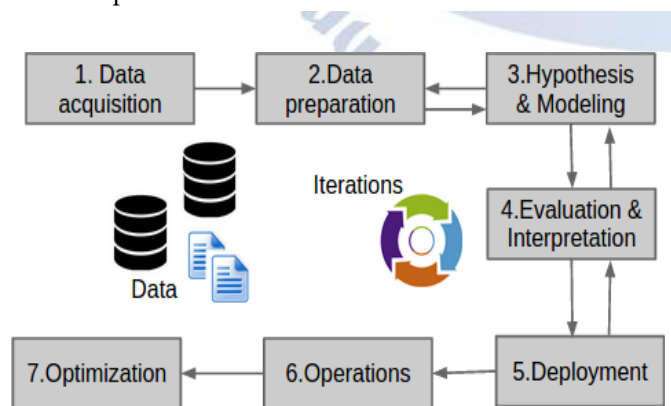 1. Data
acquisition
2.Data
preparation
3.Hypothesis
& Modeling
Iterations
4.Evaluation &
Interpretation
Data
7.Optimization
6.Operations
5.Deployment